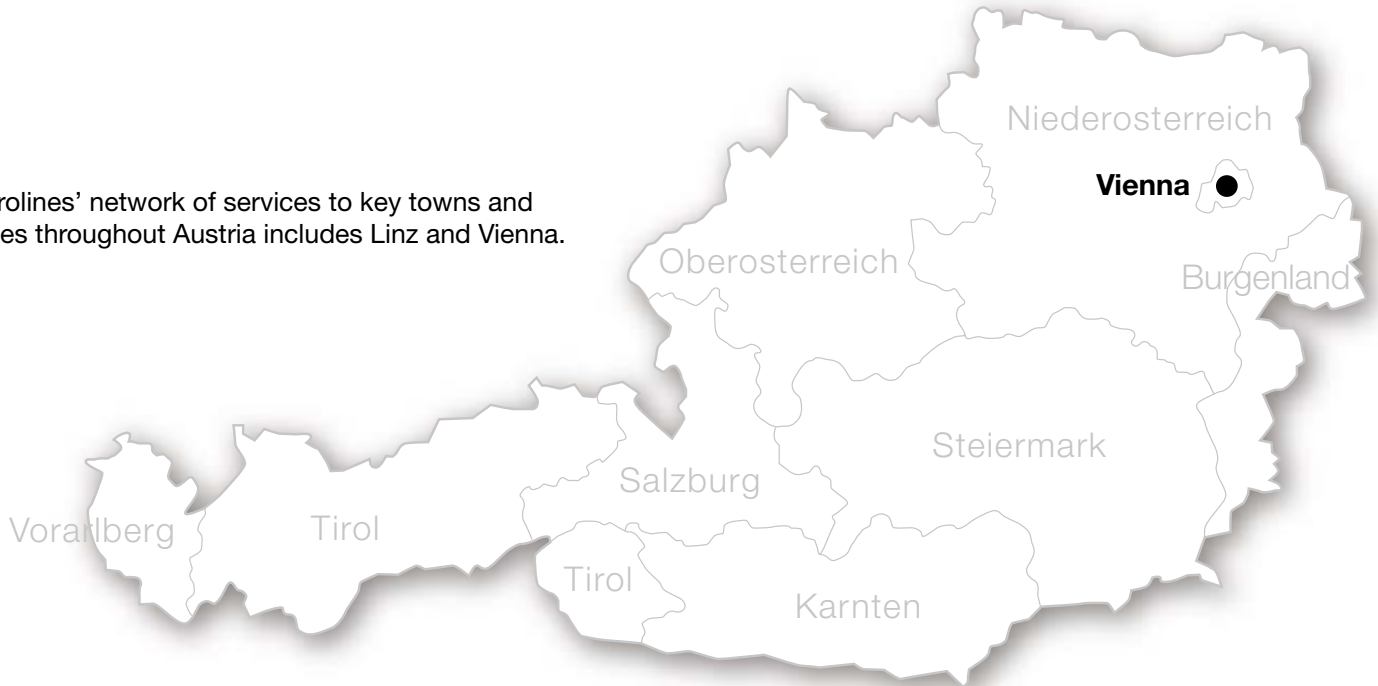 Niederosterreich
Vienna
rolines’ network of services to key towns and
es throughout Austria includes Linz and Vienna.
Oberosterreich
Burgenland
Steiermark
Salzburg
Vorarlberg
Tirol
Tirol
Karnten